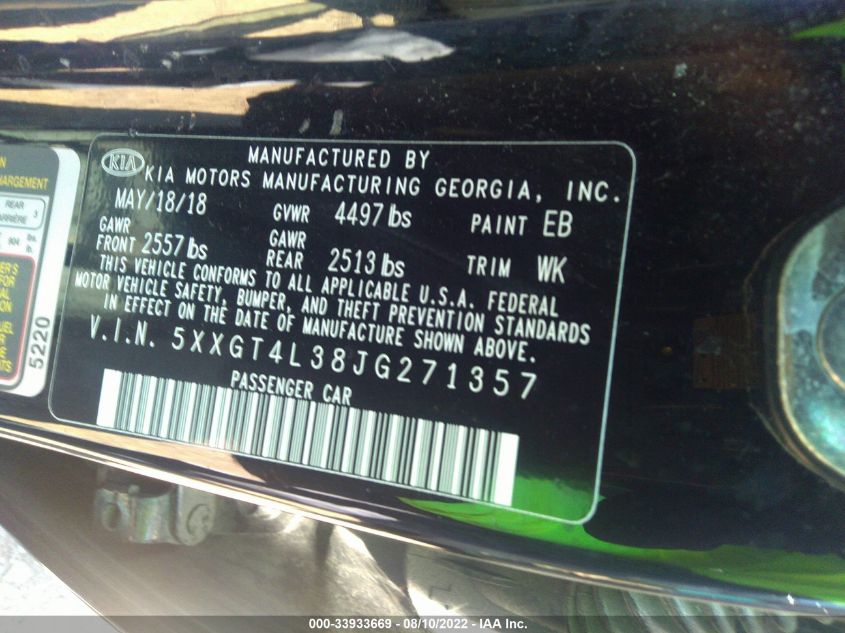 MANUFACTURED BY
KIA KIA MOTORS MANUFACTURING GEORGIA, INC.
MAY/18/18 GVWR 4497 lbs PAINT EB
GAWR FRONT 2557 lbs GAWR REAR 2513 lbs TRIM WK
THIS VEHICLE CONFORMS TO ALL APPLICABLE U.S.A. FEDERAL
MOTOR VEHICLE SAFETY, BUMPER, AND THEFT PREVENTION STANDARDS
IN EFFECT ON THE DATE OF MANUFACTURE SHOWN ABOVE.
V.I.N. 5XXGT4L38JG271357
PASSENGER CAR
REAR 3
5220
000-33933669 - 08/10/2022 - IAA Inc.